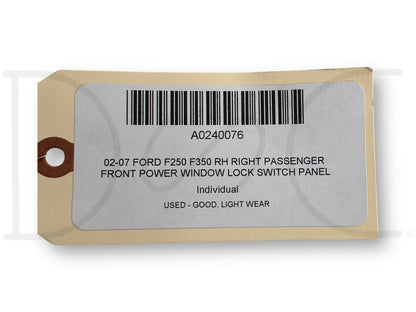 A0240076
02-07 FORD F250 F350 RH RIGHT PASSENGER
FRONT POWER WINDOW LOCK SWITCH PANEL
Individual
USED - GOOD, LIGHT WEAR